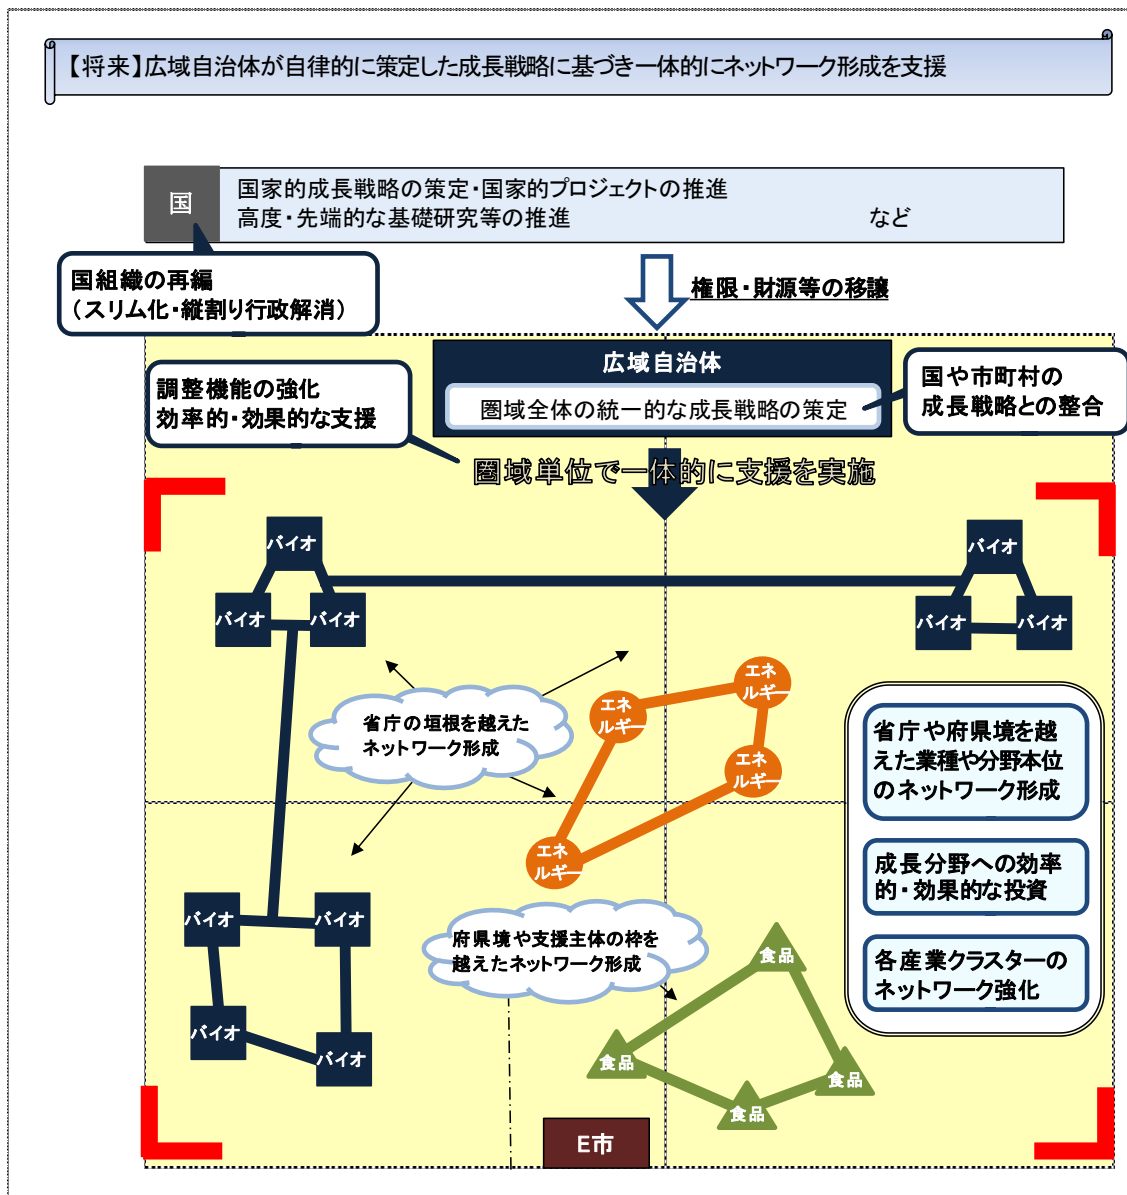 【将来】広域自治体が自律的に策定した成長戦略に基づき一体的にネットワーク形成を支援
国
国家的成長戦略の策定・国家的プロジェクトの推進
高度・先端的な基礎研究等の推進 など
国組織の再編
（スリム化・縦割り行政解消）
権限・財源等の移譲
広域自治体
圏域全体の統一的な成長戦略の策定
調整機能の強化
効率的・効果的な支援
国や市町村の
成長戦略との整合
圏域単位で一体的に支援を実施
バイオ
バイオ
バイオ
バイオ
バイオ
バイオ
省庁の垣根を越えた
ネットワーク形成
エネ
ルギー
エネ
ルギー
エネ
ルギー
エネ
ルギー
省庁や府県境を越
えた業種や分野本位
のネットワーク形成
成長分野への効率
的・効果的な投資
各産業クラスターの
ネットワーク強化
バイオ
バイオ
バイオ
バイオ
府県境や支援主体の枠を
越えたネットワーク形成
食品
食品
食品
食品
E市